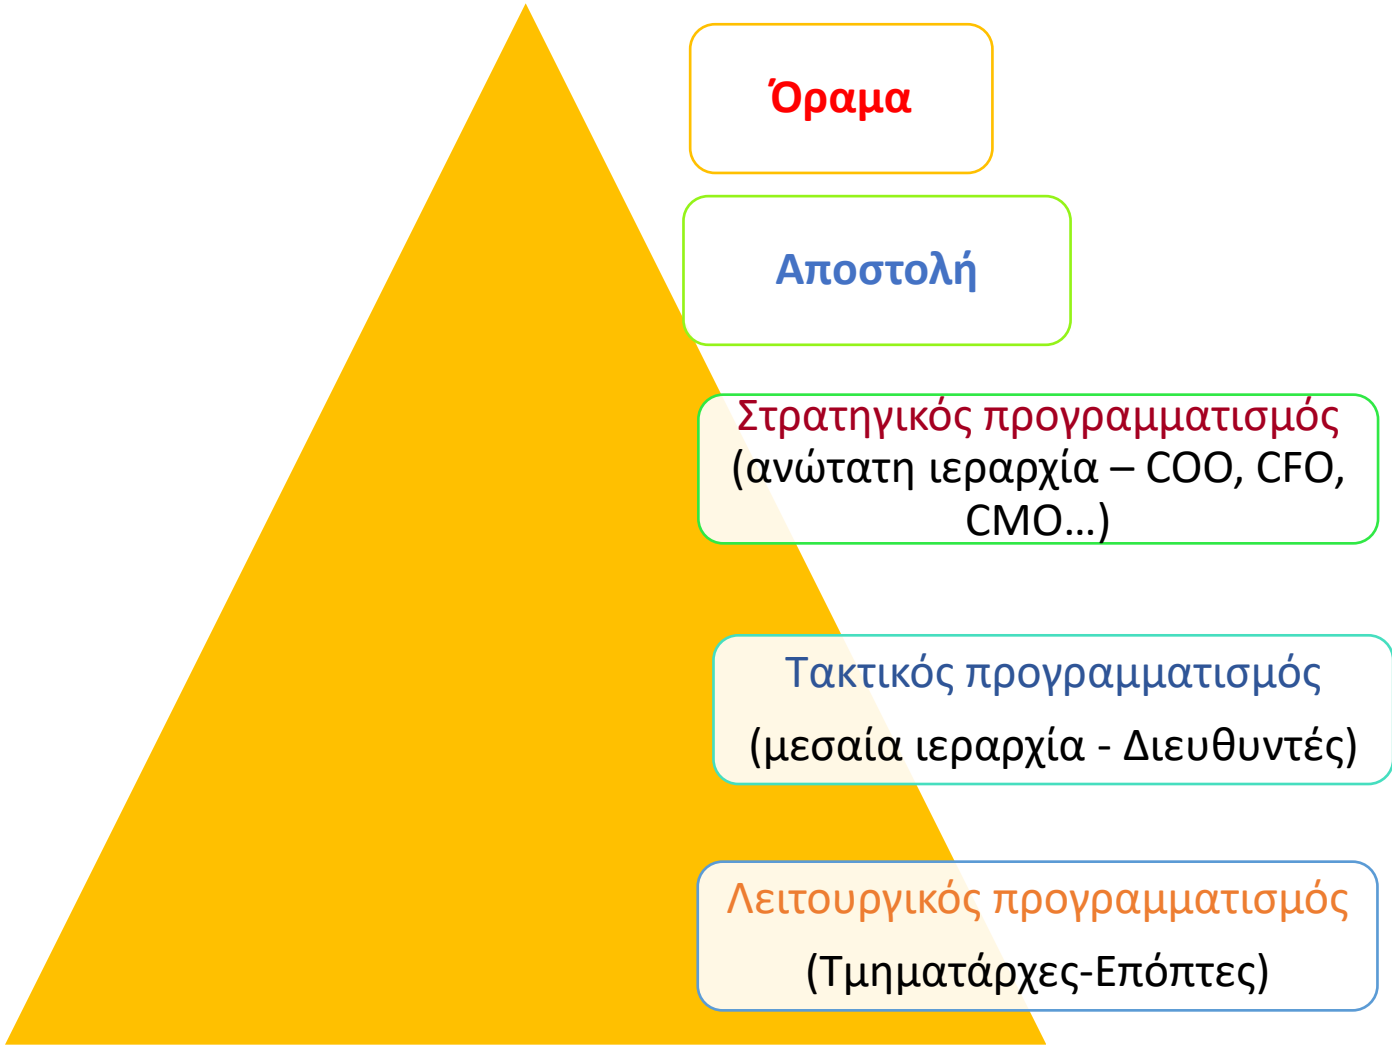 Όραμα
Αποστολή
Στρατηγικός προγραμματισμός
(ανώτατη ιεραρχία – COO, CFO,
CMO...)
Τακτικός προγραμματισμός
(μεσαία ιεραρχία - Διευθυντές)
Λειτουργικός προγραμματισμός
(Τμηματάρχες-Επόπτες)